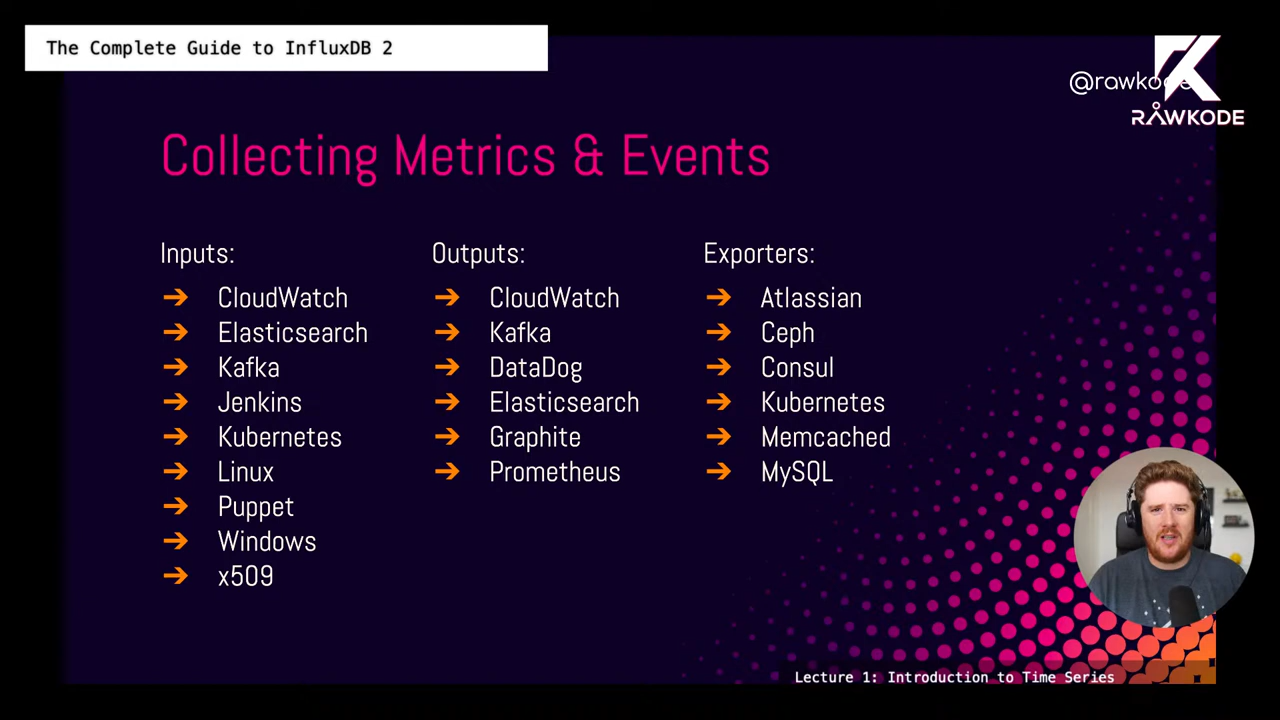 The Complete Guide to InfluxDB 2
@rawkode
RAWKODE
Collecting Metrics & Events
Inputs:
➔ CloudWatch
➔ Elasticsearch
➔ Kafka
➔ Jenkins
➔ Kubernetes
➔ Linux
➔ Puppet
➔ Windows
➔ x509
Outputs:
➔ CloudWatch
➔ Kafka
➔ DataDog
➔ Elasticsearch
➔ Graphite
➔ Prometheus
Exporters:
➔ Atlassian
➔ Ceph
➔ Consul
➔ Kubernetes
➔ Memcached
➔ MySQL
Lecture 1: Introduction to Time Series